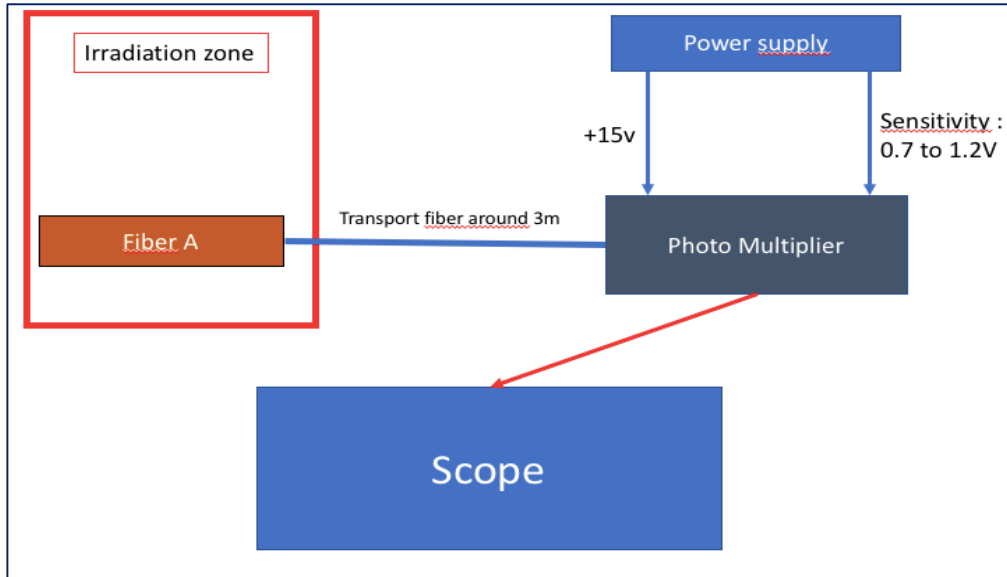 Irradiation zone
Power supply
+15v
Sensitivity :
0.7 to 1.2V
Transport fiber around 3m
Fiber A
Photo Multiplier
Scope